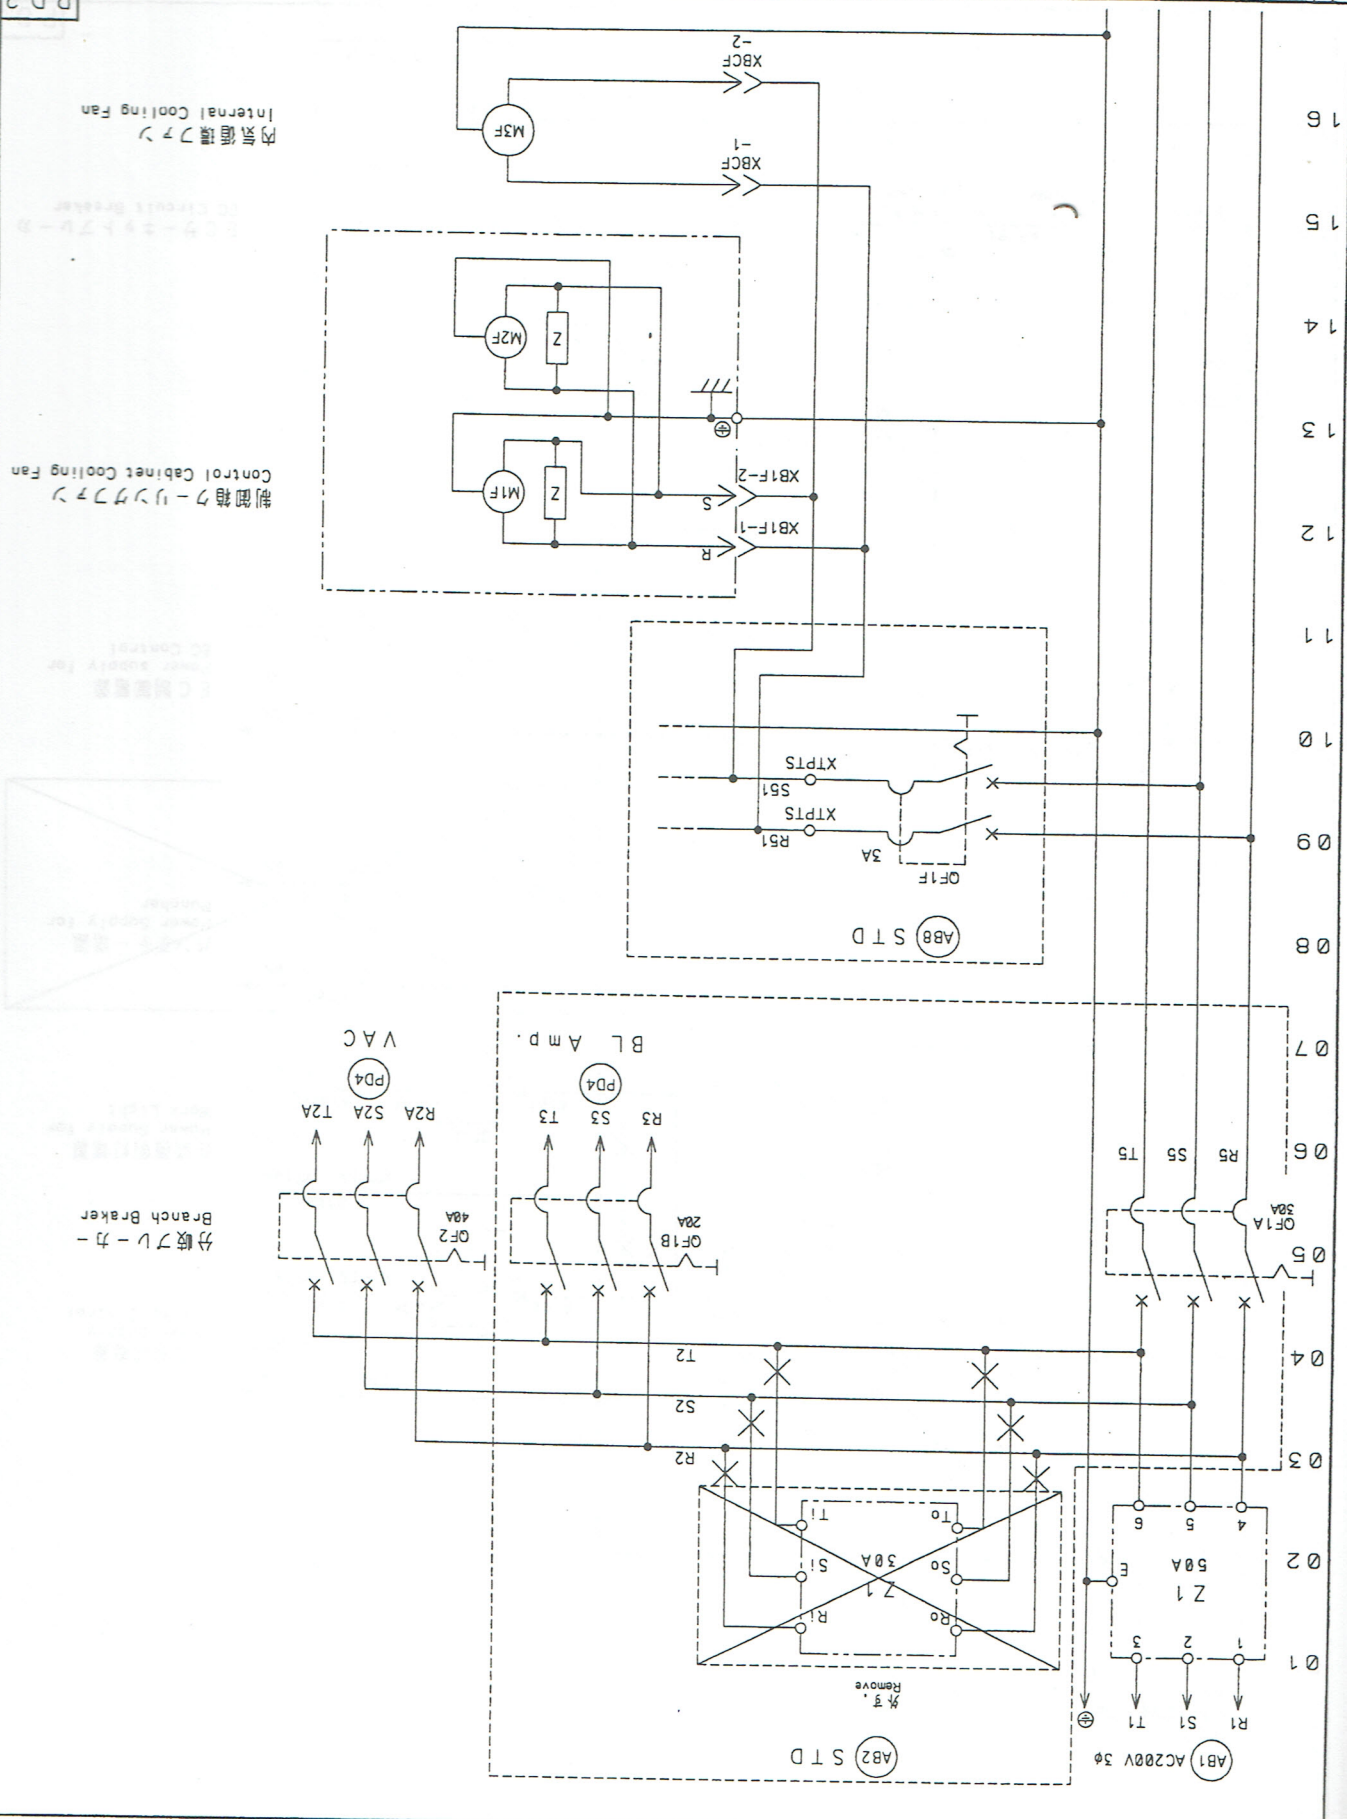 01
02
03
04
05
06
07
08
09
10
11
12
13
14
15
16
AB1 AC200V 3φ
R1
S1
T1
1
2
3
Z1
50A
E
4
5
6
AB2 STD
外す.
Remove
Ro
Ri
Z1
30A
So
Si
To
Ti
R2
S2
T2
QF1A
30A
R5
S5
T5
QF1B
20A
R3
S3
T3
PD4
BL Amp.
QF2
40A
R2A
S2A
T2A
PD4
VAC
分岐ブレーカー
Branch Braker
AB8 STD
QF1F
3A
R51
XTPTS
S51
XTPTS
R
XB1F-1
S
XB1F-2
M1F
Z
M2F
Z
制御箱クーリングファン
Control Cabinet Cooling Fan
XBCF
-1
XBCF
-2
M3F
内気循環ファン
Internal Cooling Fan